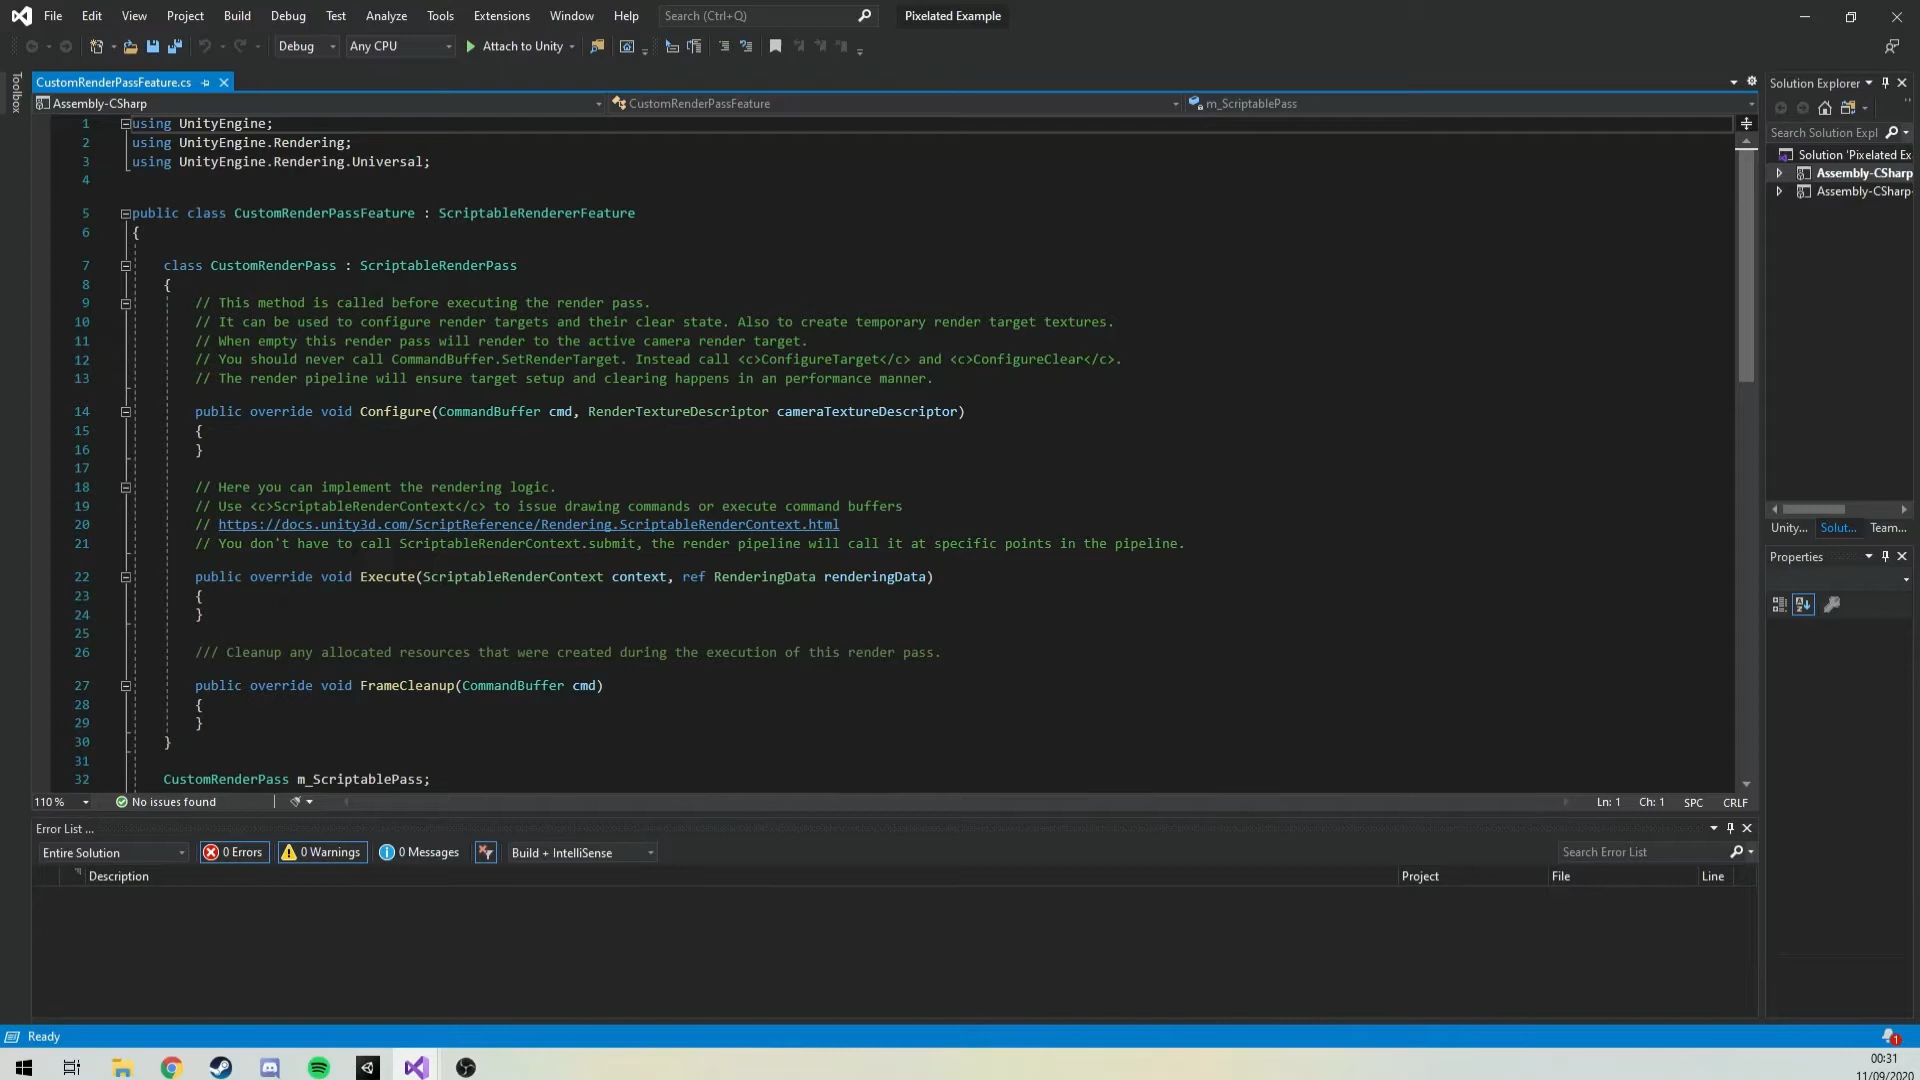 File Edit View Project Build Debug Test Analyze Tools Extensions Window Help Search (Ctrl+Q) Pixelated Example
Debug Any CPU Attach to Unity
Toolbox
CustomRenderPassFeature.cs
Assembly-CSharp CustomRenderPassFeature m_ScriptablePass
1 using UnityEngine;
2 using UnityEngine.Rendering;
3 using UnityEngine.Rendering.Universal;
4
5 public class CustomRenderPassFeature : ScriptableRendererFeature
6 {
7 class CustomRenderPass : ScriptableRenderPass
8 {
9 // This method is called before executing the render pass.
10 // It can be used to configure render targets and their clear state. Also to create temporary render target textures.
11 // When empty this render pass will render to the active camera render target.
12 // You should never call CommandBuffer.SetRenderTarget. Instead call <c>ConfigureTarget</c> and <c>ConfigureClear</c>.
13 // The render pipeline will ensure target setup and clearing happens in an performance manner.
14 public override void Configure(CommandBuffer cmd, RenderTextureDescriptor cameraTextureDescriptor)
15 {
16 }
17
18 // Here you can implement the rendering logic.
19 // Use <c>ScriptableRenderContext</c> to issue drawing commands or execute command buffers
20 // https://docs.unity3d.com/ScriptReference/Rendering.ScriptableRenderContext.html
21 // You don't have to call ScriptableRenderContext.submit, the render pipeline will call it at specific points in the pipeline.
22 public override void Execute(ScriptableRenderContext context, ref RenderingData renderingData)
23 {
24 }
25
26 /// Cleanup any allocated resources that were created during the execution of this render pass.
27 public override void FrameCleanup(CommandBuffer cmd)
28 {
29 }
30 }
31
32 CustomRenderPass m_ScriptablePass;
110 % No issues found Ln: 1 Ch: 1 SPC CRLF
Error List ...
Entire Solution 0 Errors 0 Warnings 0 Messages Build + IntelliSense Search Error List
Description Project File Line
Solution Explorer
Search Solution Expl
Solution 'Pixelated Ex
Assembly-CSharp
Assembly-CSharp-
Unity... Solut... Team...
Properties
Ready
1
00:31
11/09/2020